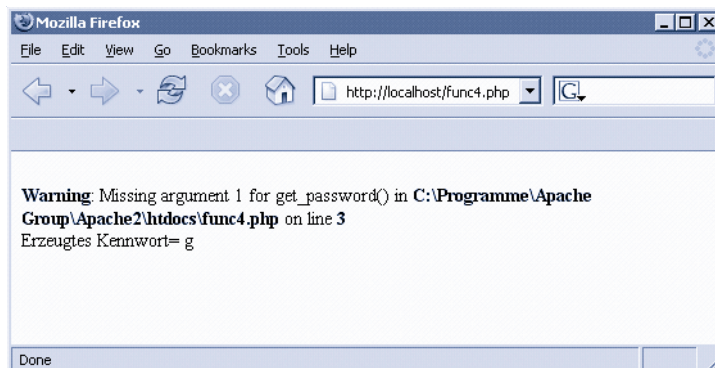 Mozilla Firefox
File Edit View Go Bookmarks Tools Help
http://localhost/func4.php G
Warning: Missing argument 1 for get_password() in C:\Programme\Apache
Group\Apache2\htdocs\func4.php on line 3
Erzeugtes Kennwort= g
Done